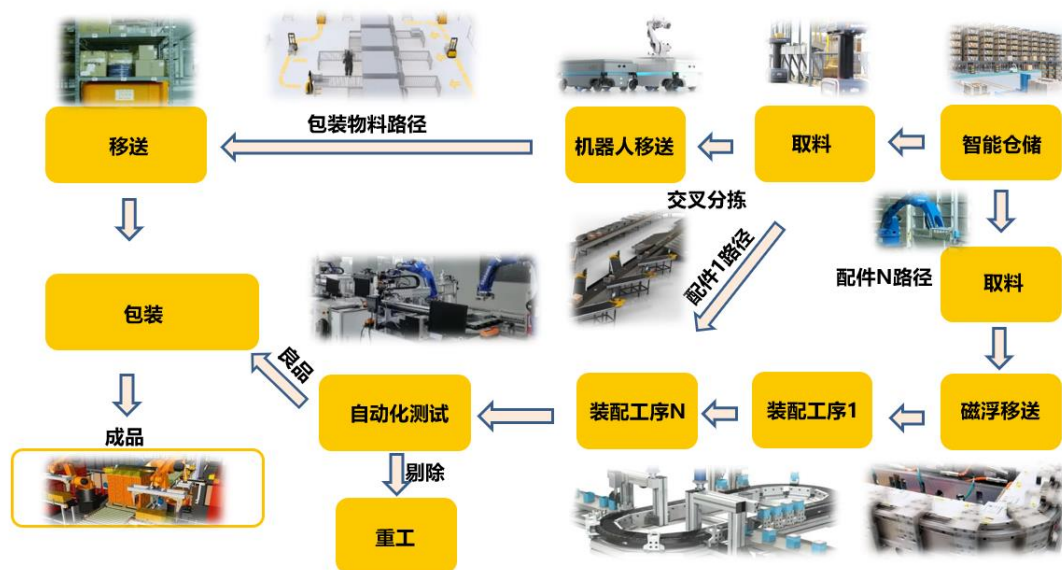 包装物料路径
移送
机器人移送
取料
智能仓储
交叉分拣
配件1路径
配件N路径
取料
包装
良品
自动化测试
装配工序N
装配工序1
磁浮移送
成品
剔除
重工